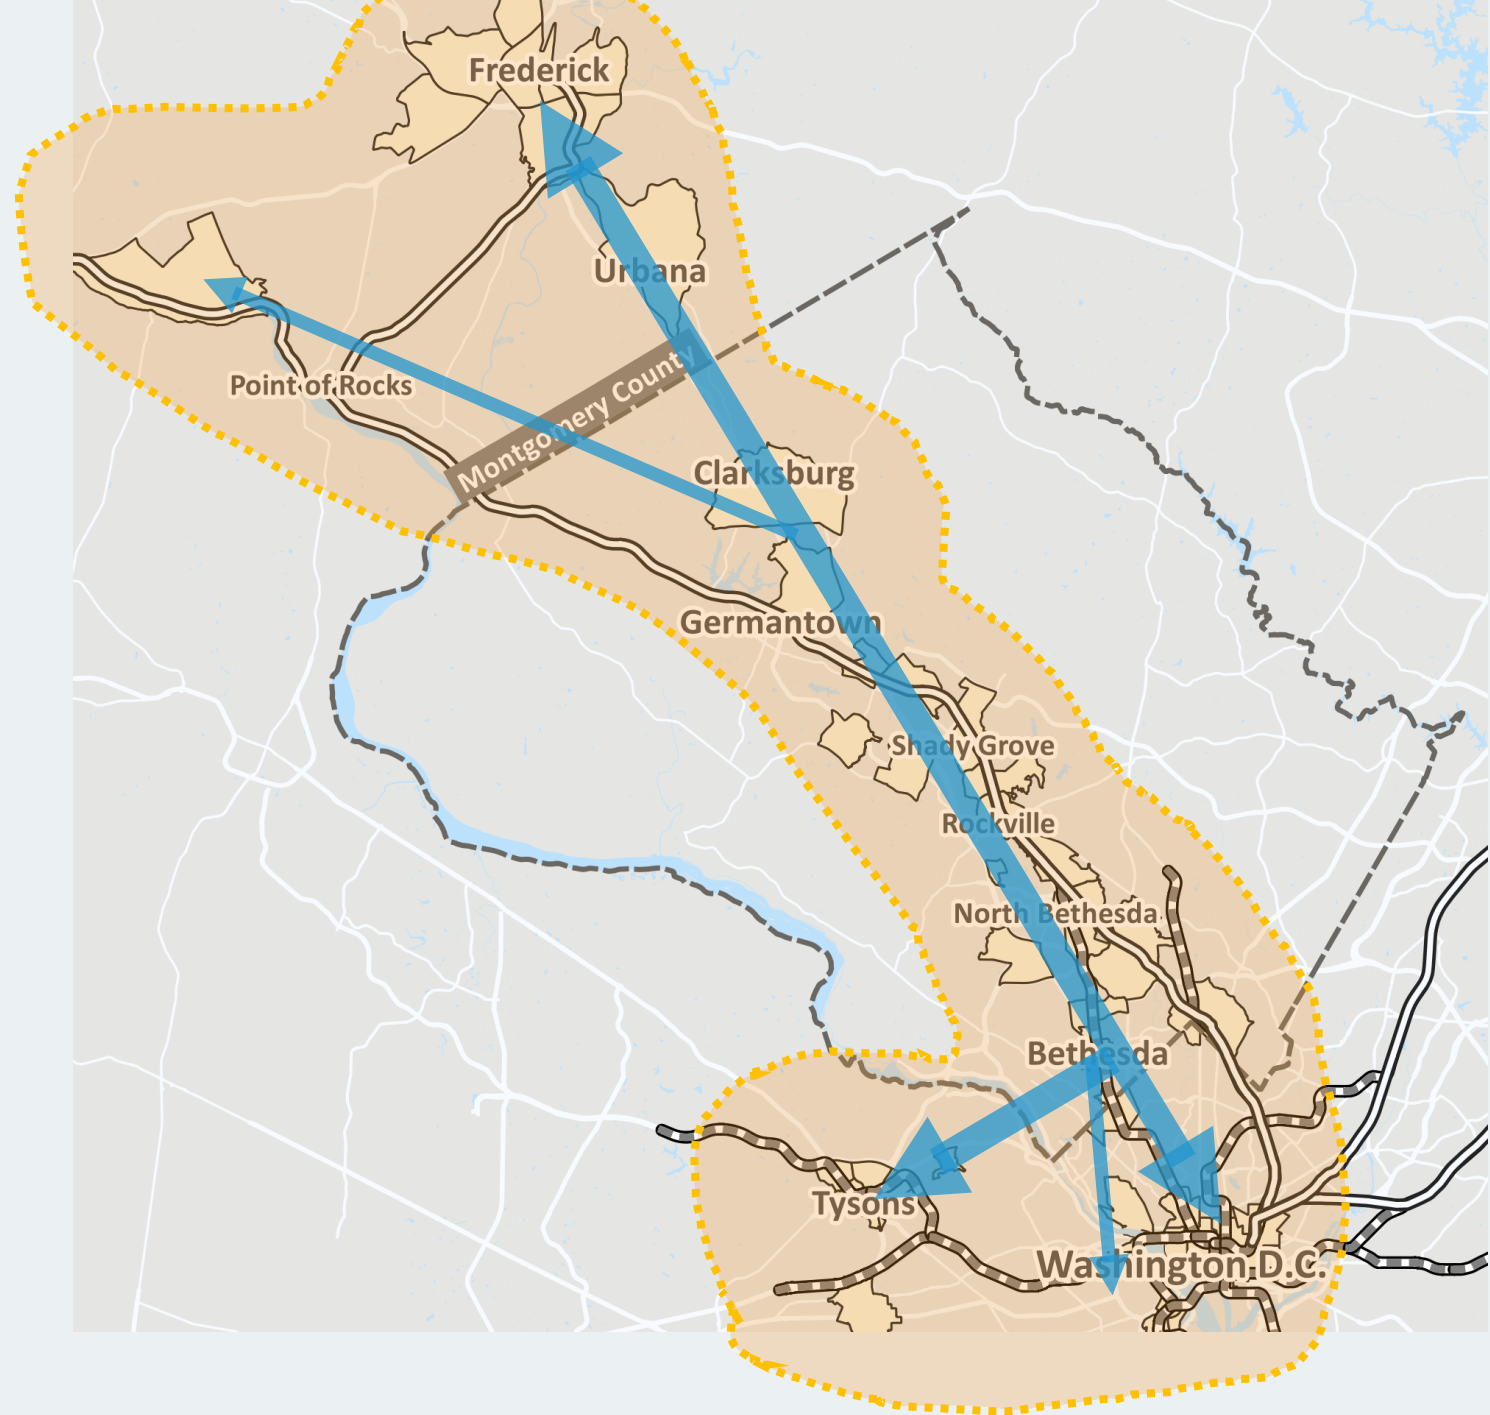 Frederick
Urbana
Point of Rocks
Montgomery County
Clarksburg
Germantown
Shady Grove
Rockville
North Bethesda
Bethesda
Tysons
Washington D.C.